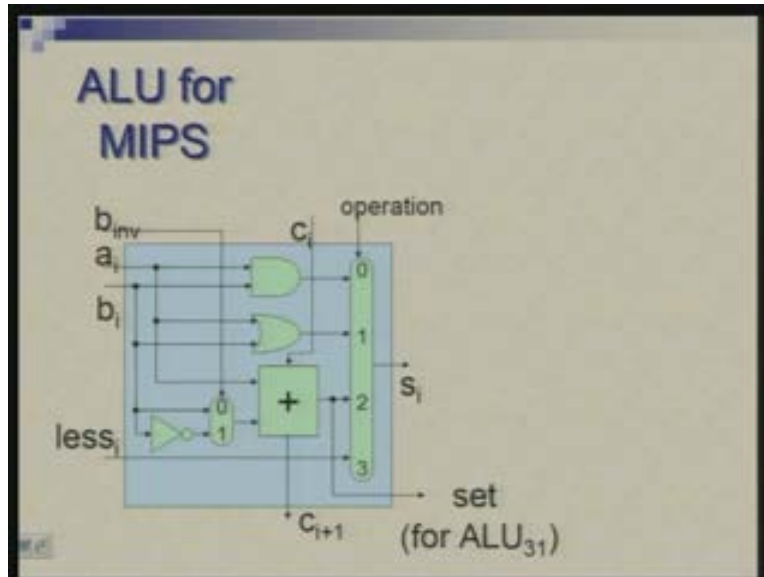 ALU for
MIPS
b_inv
operation
c_i
a_i
b_i
0
1
+
2
0
1
s_i
less_i
3
set
c_{i+1}
(for ALU_31)